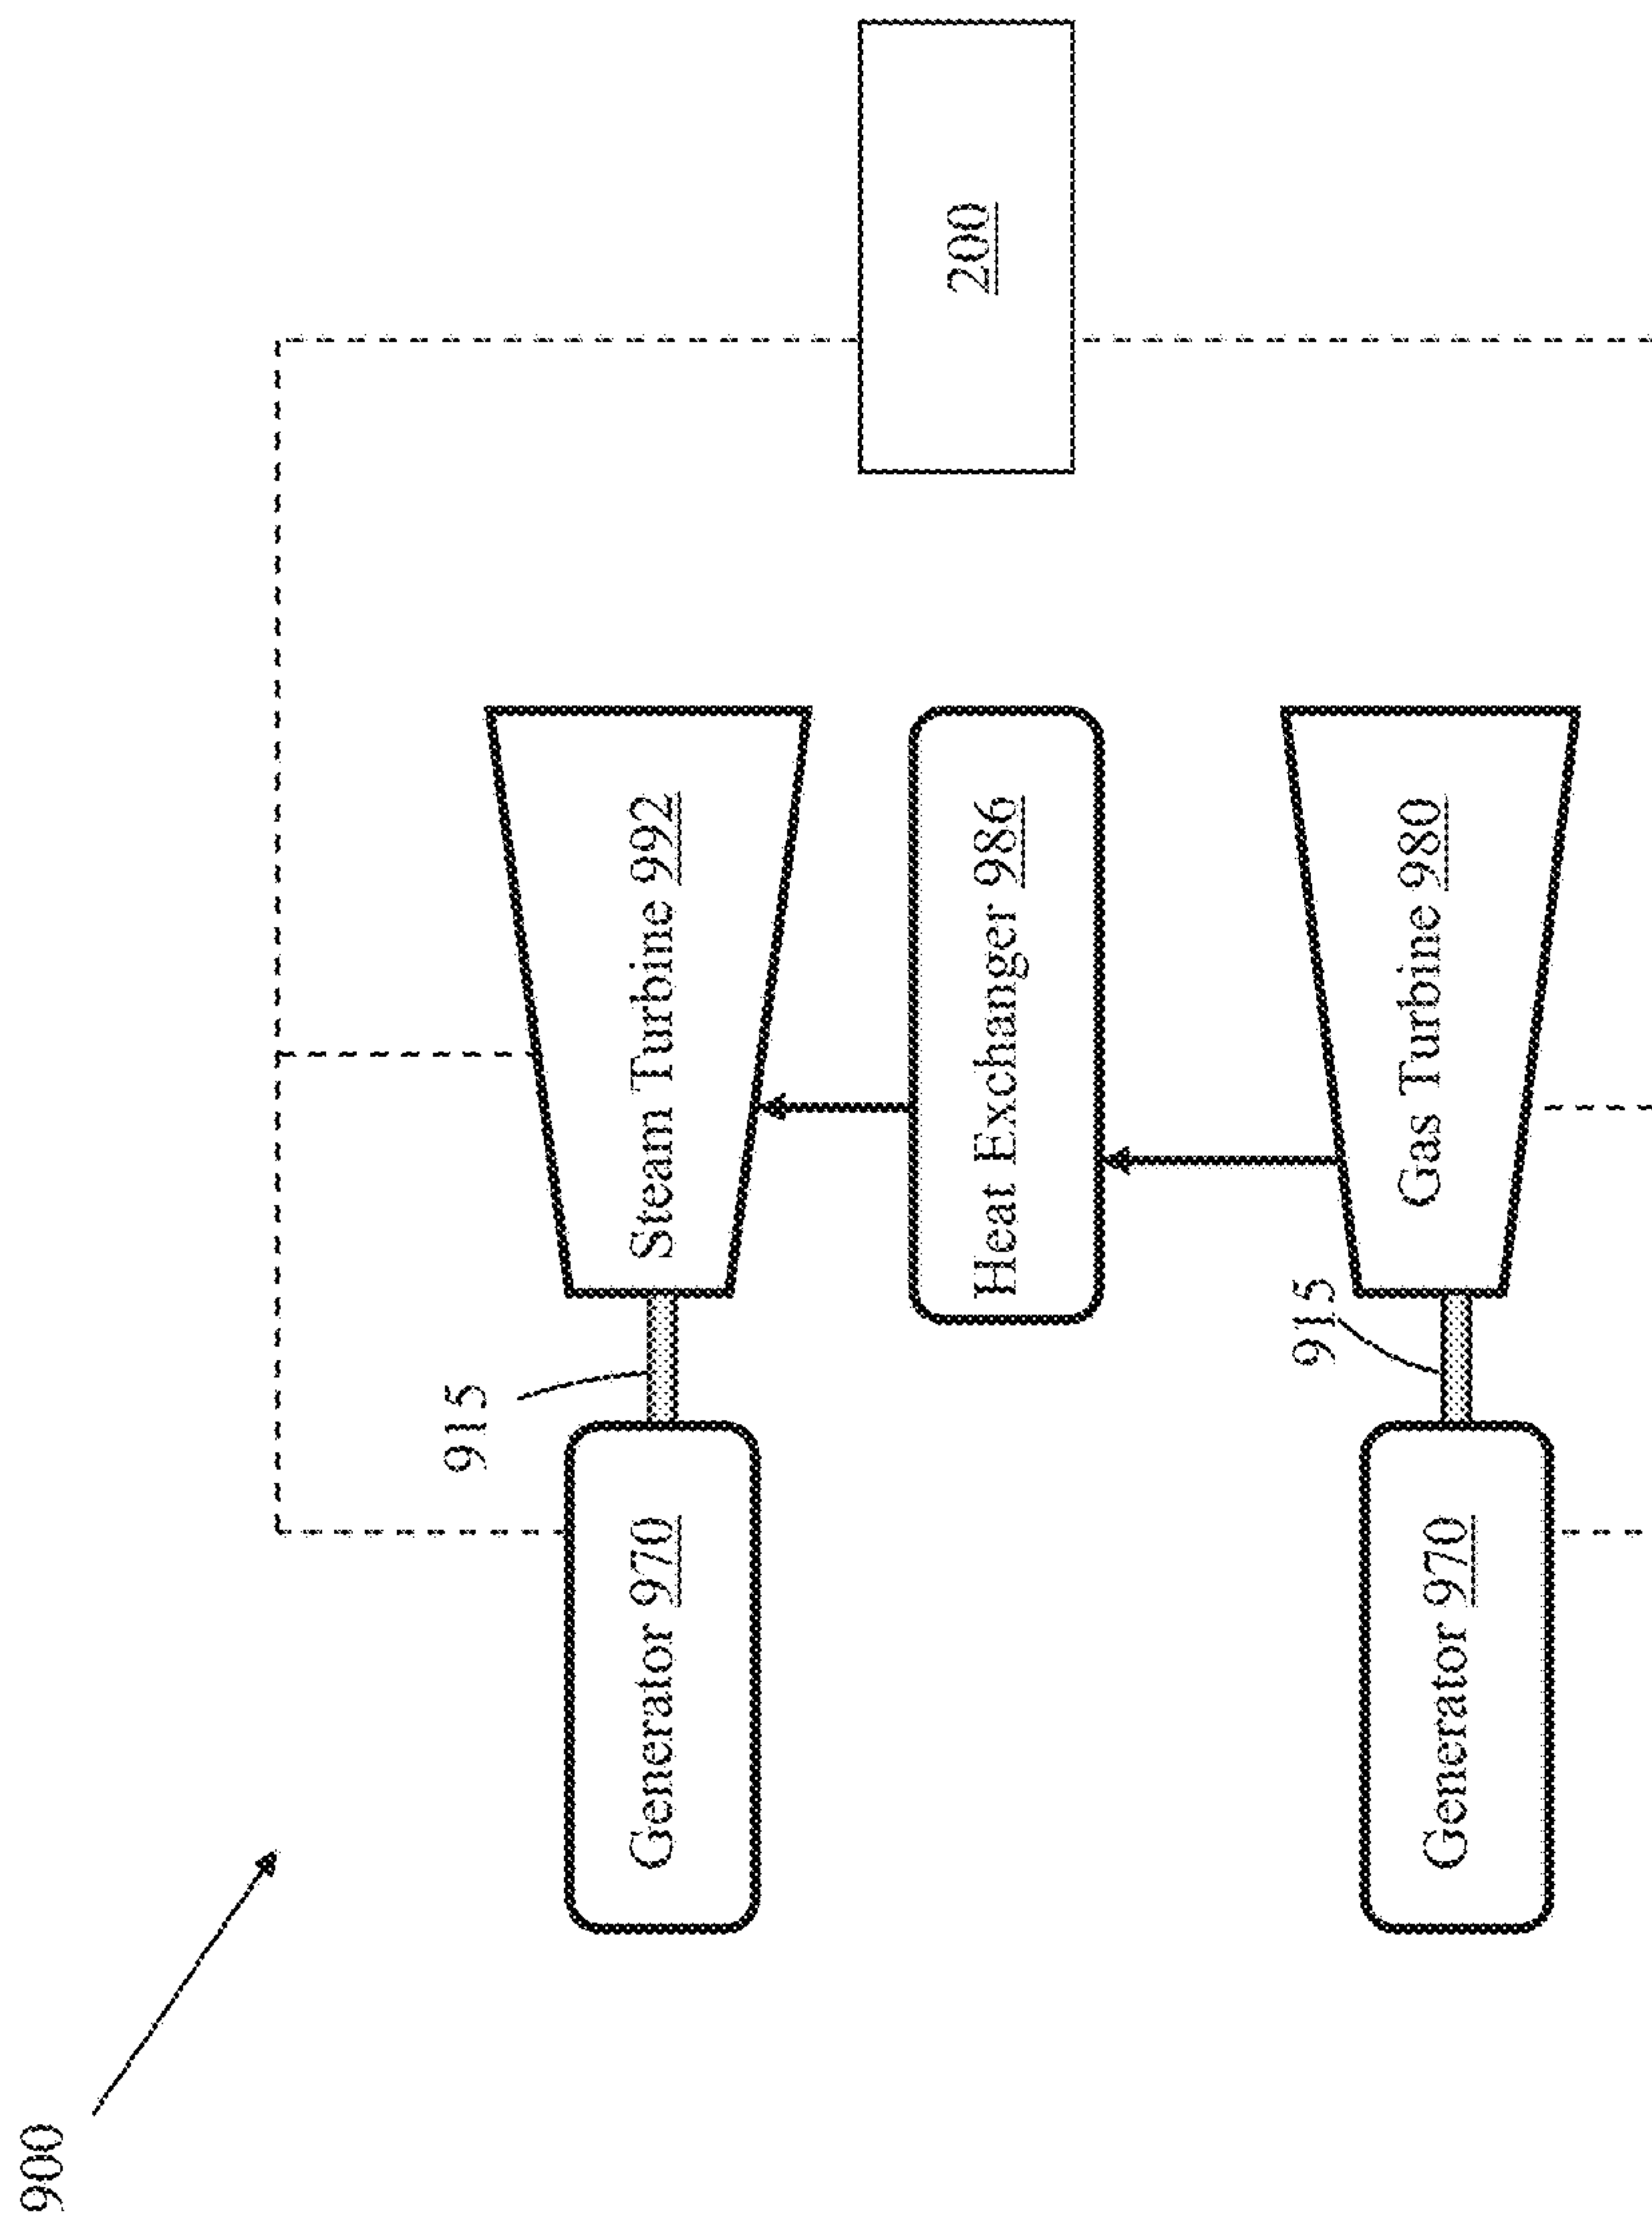 900
Generator 970
915
Steam Turbine 992
Heat Exchanger 986
200
Generator 970
915
Gas Turbine 980